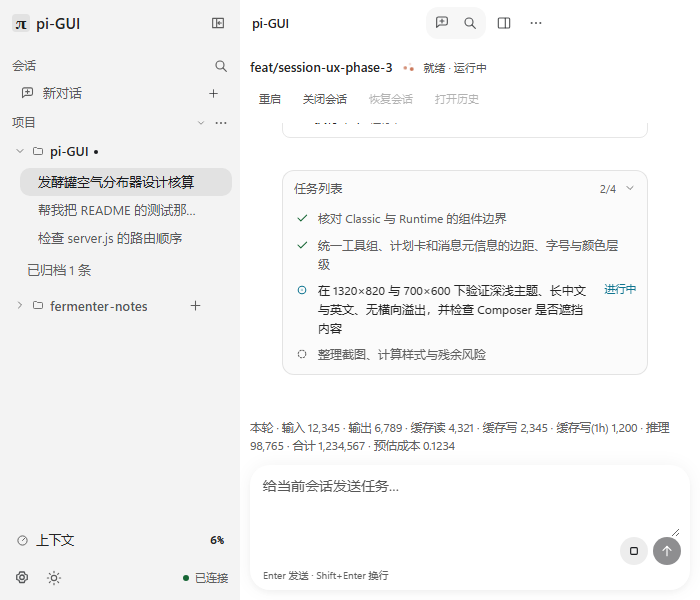 π pi-GUI
会话
新对话
项目
pi-GUI
发酵罐空气分布器设计核算
帮我把 README 的测试那...
检查 server.js 的路由顺序
已归档 1 条
fermenter-notes
上下文 6%
已连接
pi-GUI
feat/session-ux-phase-3 就绪 · 运行中
重启 关闭会话 恢复会话 打开历史
任务列表 2/4
核对 Classic 与 Runtime 的组件边界
统一工具组、计划卡和消息元信息的边距、字号与颜色层
级
在 1320×820 与 700×600 下验证深浅主题、长中文 进行中
与英文、无横向溢出，并检查 Composer 是否遮挡
内容
整理截图、计算样式与残余风险
本轮 · 输入 12,345 · 输出 6,789 · 缓存读 4,321 · 缓存写 2,345 · 缓存写(1h) 1,200 · 推理
98,765 · 合计 1,234,567 · 预估成本 0.1234
给当前会话发送任务...
Enter 发送 · Shift+Enter 换行